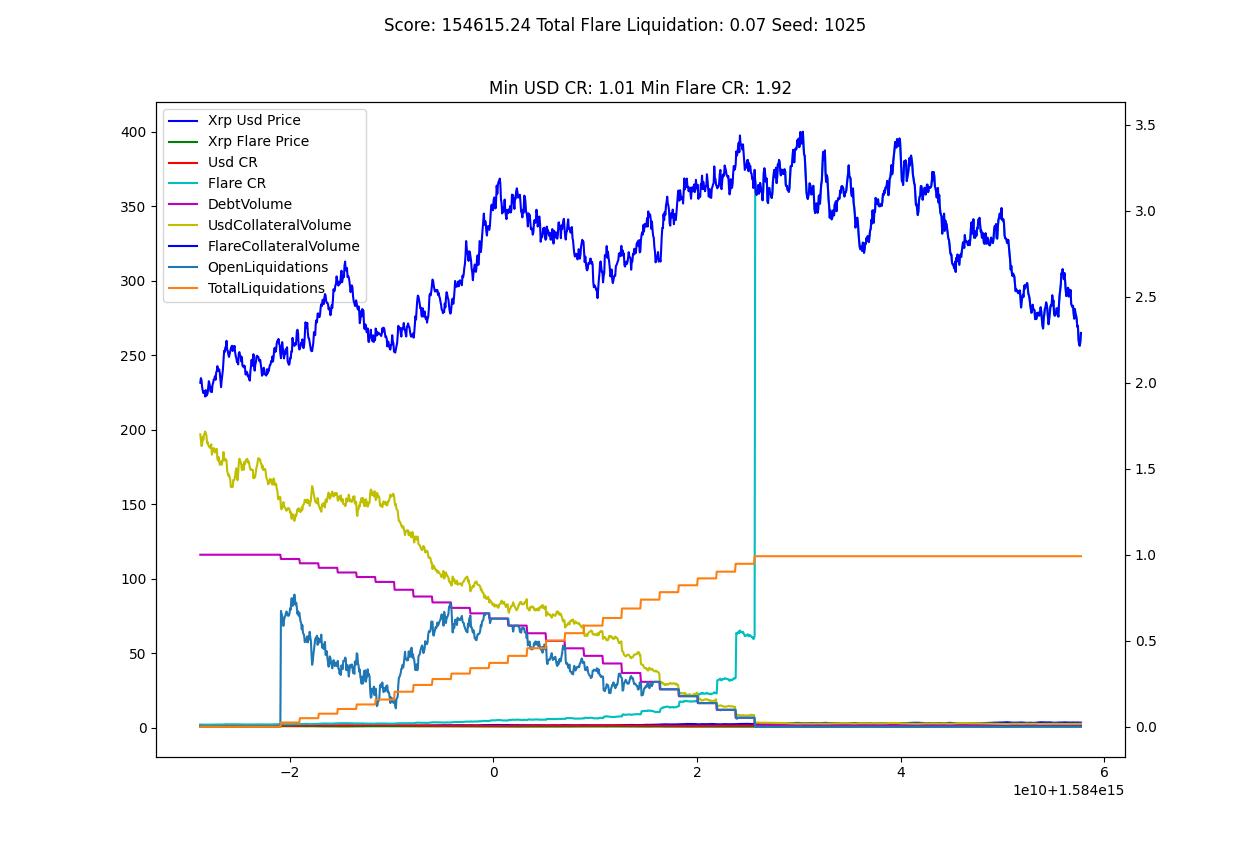 Score: 154615.24 Total Flare Liquidation: 0.07 Seed: 1025
Min USD CR: 1.01 Min Flare CR: 1.92
Xrp Usd Price
Xrp Flare Price
Usd CR
Flare CR
DebtVolume
UsdCollateralVolume
FlareCollateralVolume
OpenLiquidations
TotalLiquidations
400
350
300
250
200
150
100
50
0
3.5
3.0
2.5
2.0
1.5
1.0
0.5
0.0
−2
0
2
4
6
1e10+1.584e15